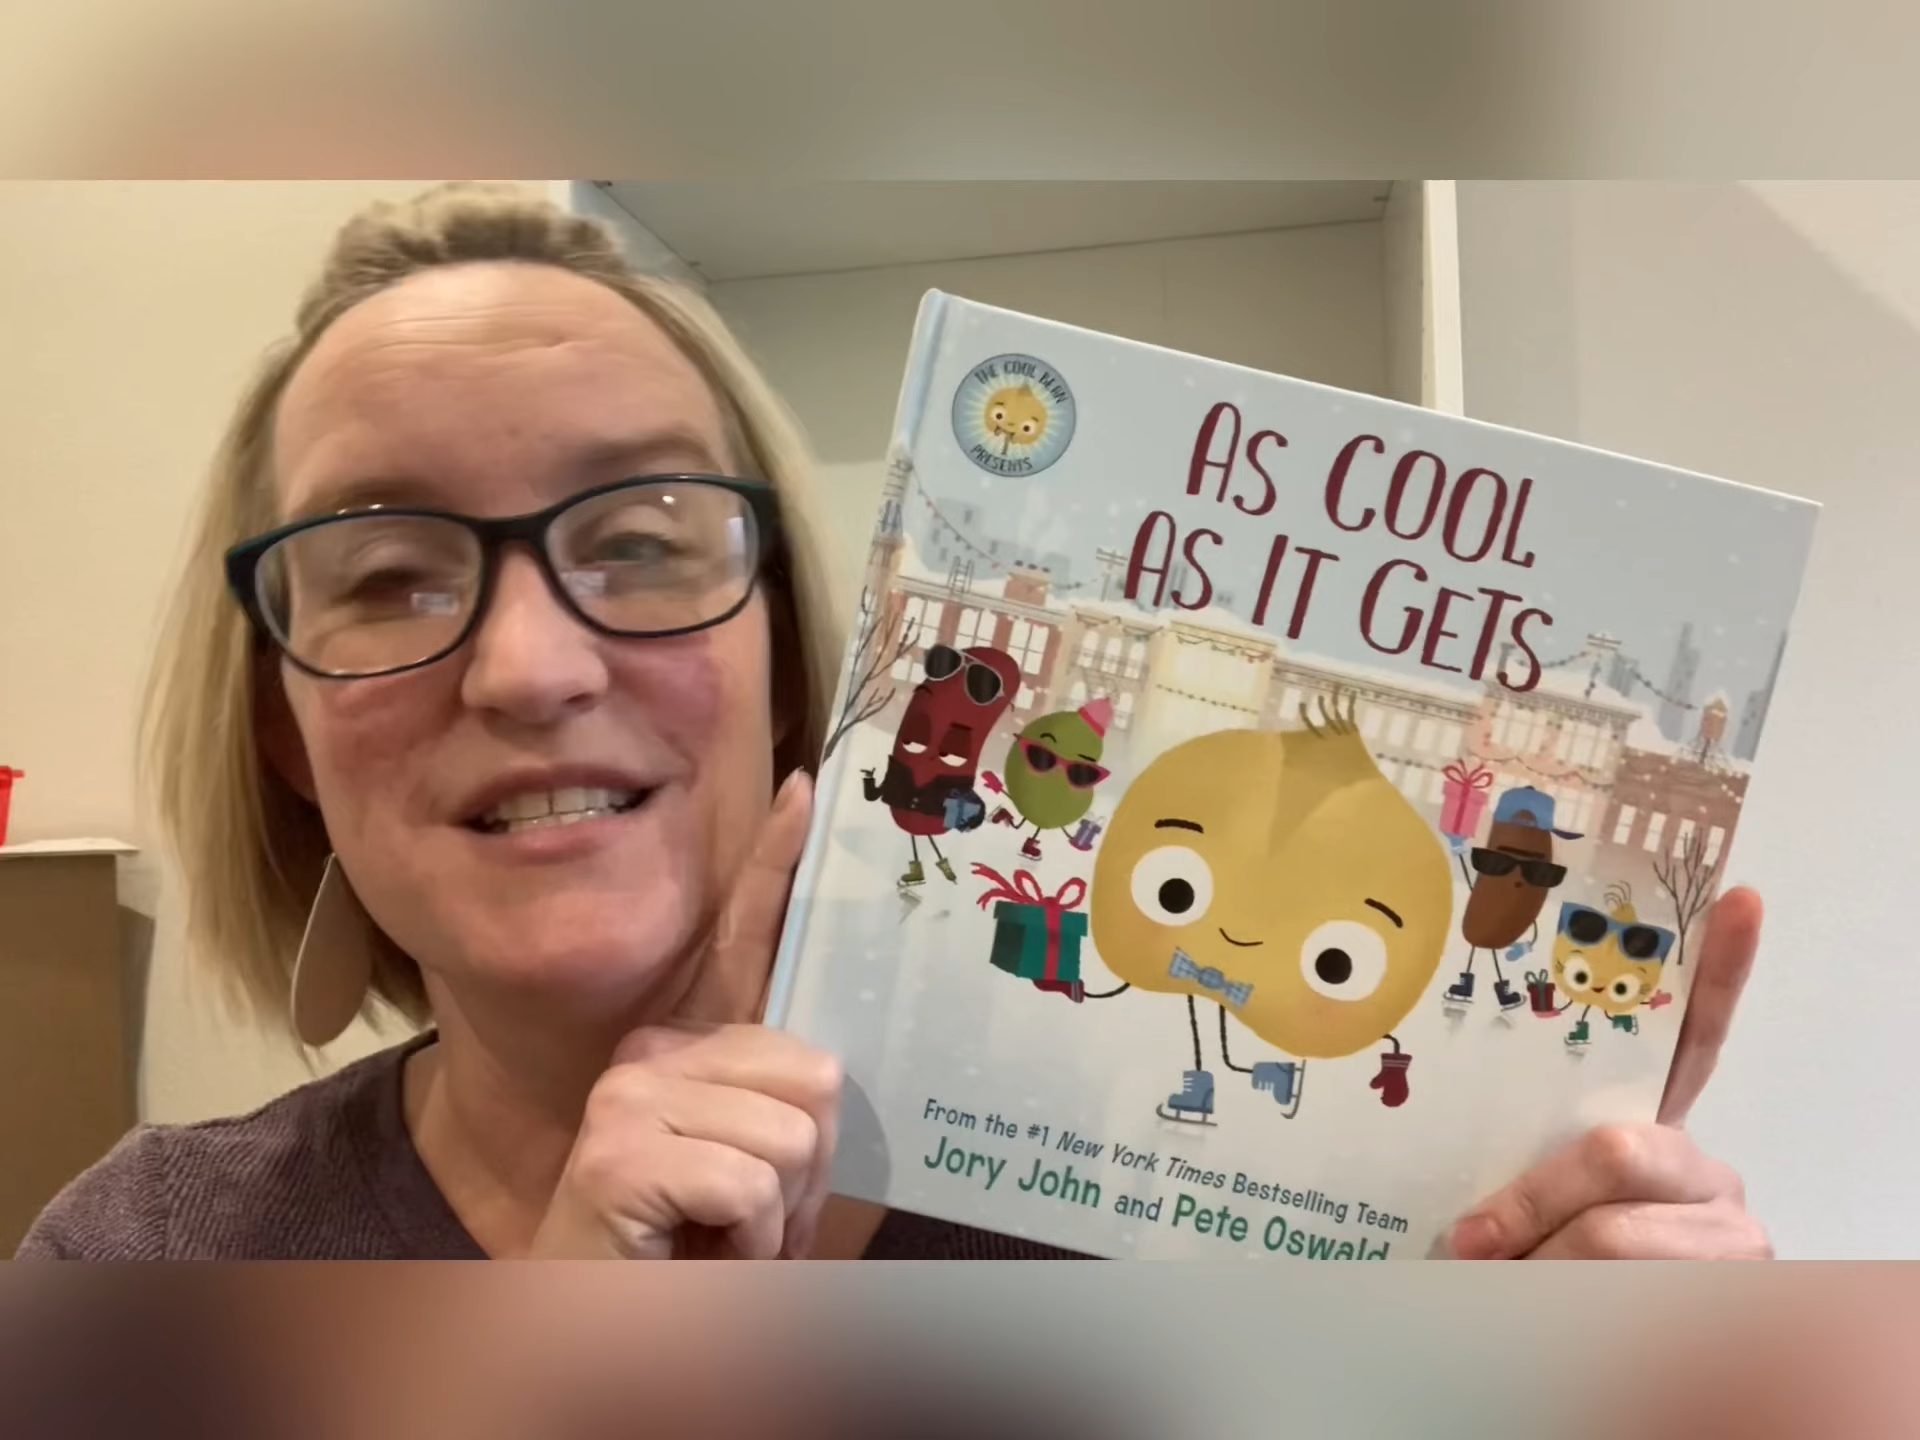 THE COOL BEAN
PRESENTS
AS COOL
AS IT GETS
From the #1 New York Times Bestselling Team
Jory John and Pete Oswald